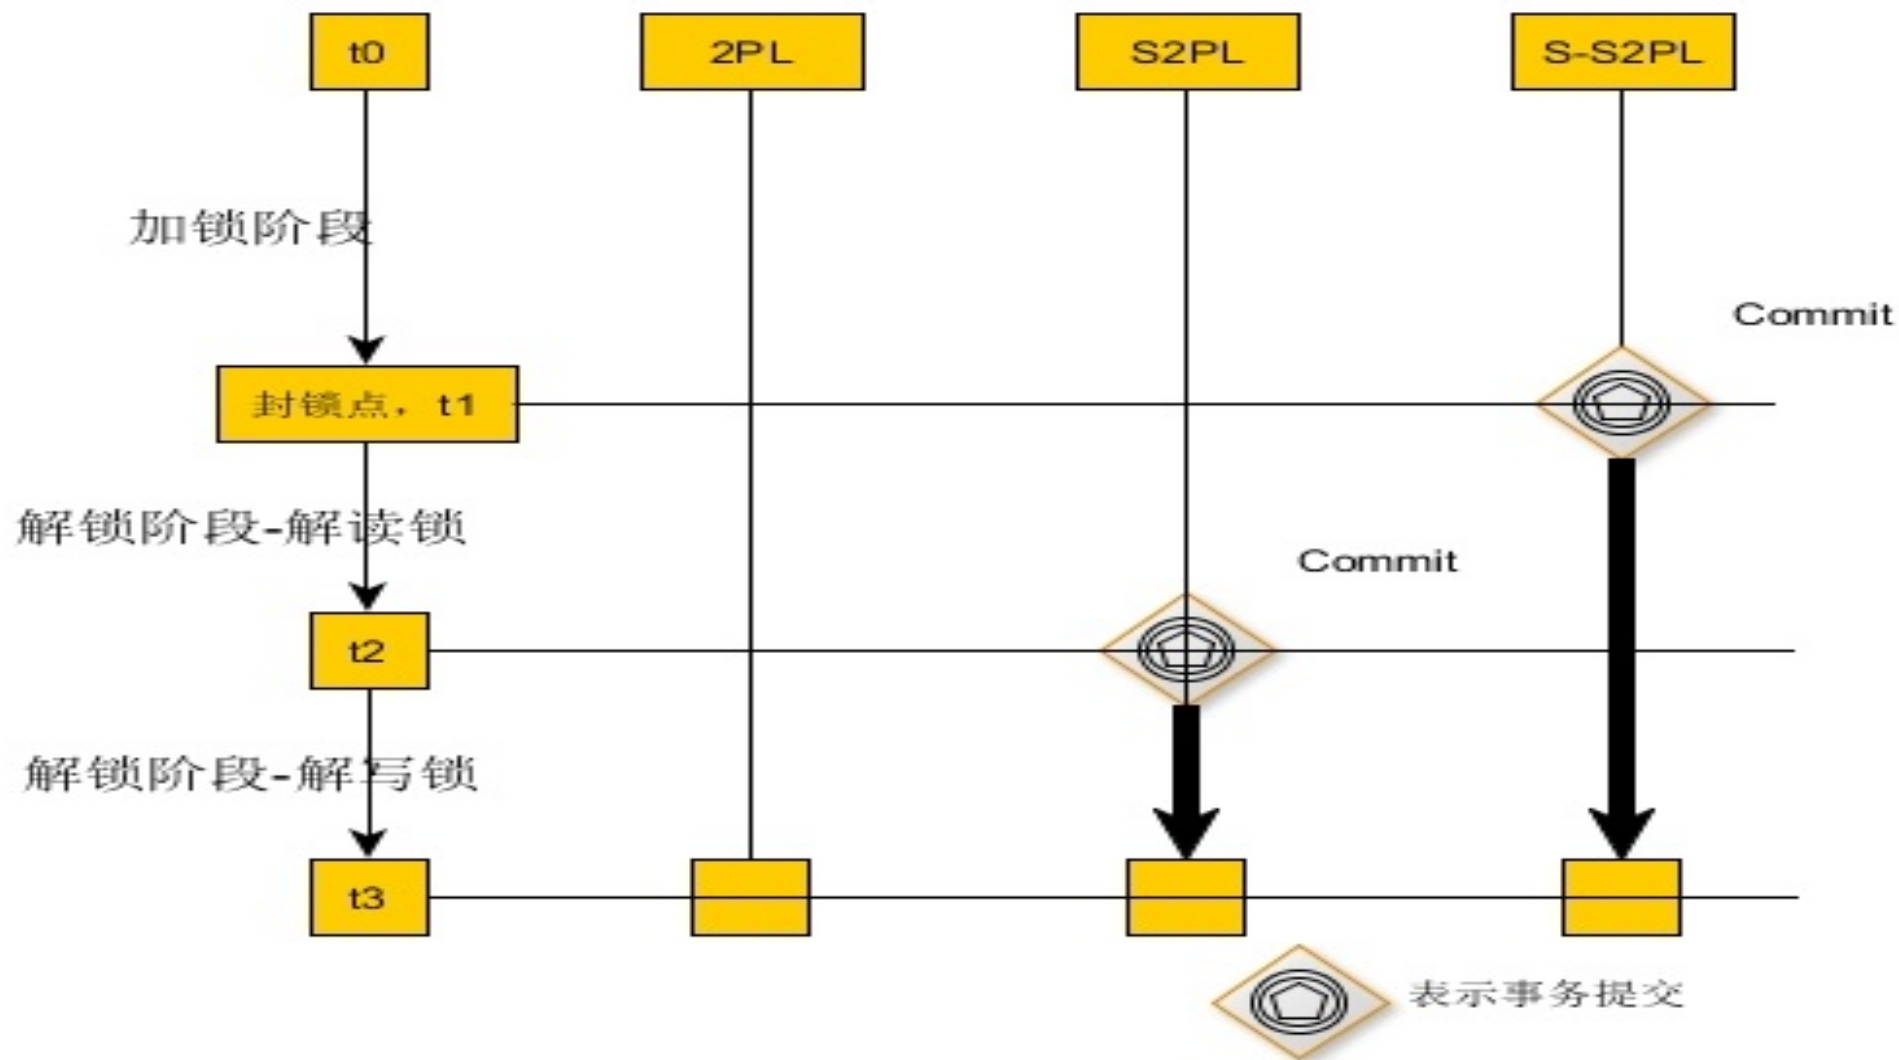 t0
2PL
S2PL
S-S2PL
加锁阶段
Commit
封锁点，t1
解锁阶段-解读锁
Commit
t2
解锁阶段-解写锁
t3
表示事务提交